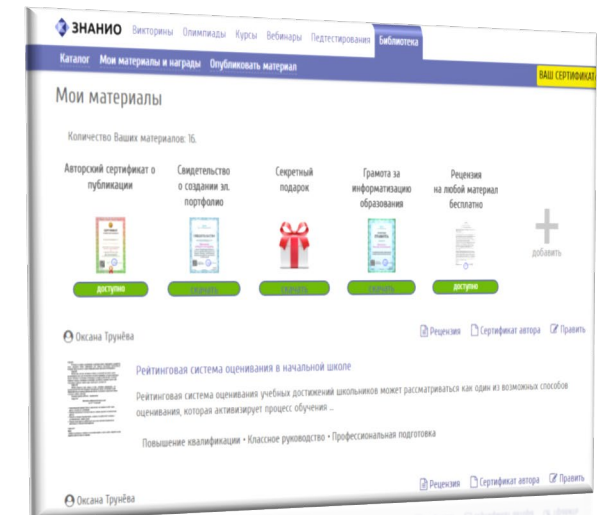 ЗНАНИО Викторины Олимпиады Курсы Вебинары Педтестирования Библиотека
Каталог Мои материалы и награды Опубликовать материал
ВАШ СЕРТИФИКАТ
Мои материалы
Количество Ваших материалов: 16.
Авторский сертификат о
публикации
Свидетельство
о создании эл.
портфолио
Секретный
подарок
Грамота за
информатизацию
образования
Рецензия
на любой материал
бесплатно
добавить
доступно
скачать
скачать
скачать
доступно
Оксана Трунёва
Рецензия Сертификат автора Править
Рейтинговая система оценивания в начальной школе
Рейтинговая система оценивания учебных достижений школьников может рассматриваться как один из возможных способов
оценивания, которая активизирует процесс обучения ...
Повышение квалификации • Классное руководство • Профессиональная подготовка
Рецензия Сертификат автора Править
Оксана Трунёва